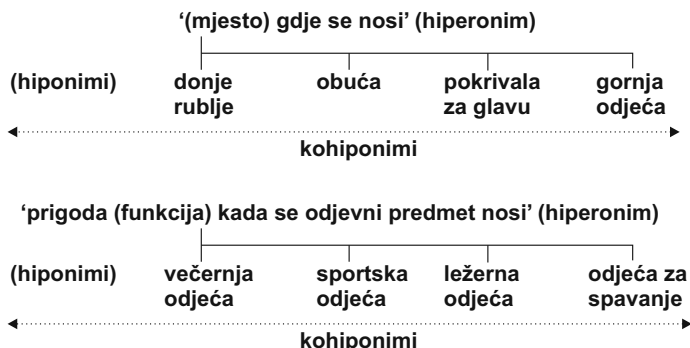 ‘(mjesto) gdje se nosi’ (hiperonim)
(hiponimi) donje obuća pokrivala gornja
rublje za glavu odjeća
kohiponimi
‘prigoda (funkcija) kada se odjevni predmet nosi’ (hiperonim)
(hiponimi) večernja sportska ležerna odjeća za
odjeća odjeća odjeća spavanje
kohiponimi